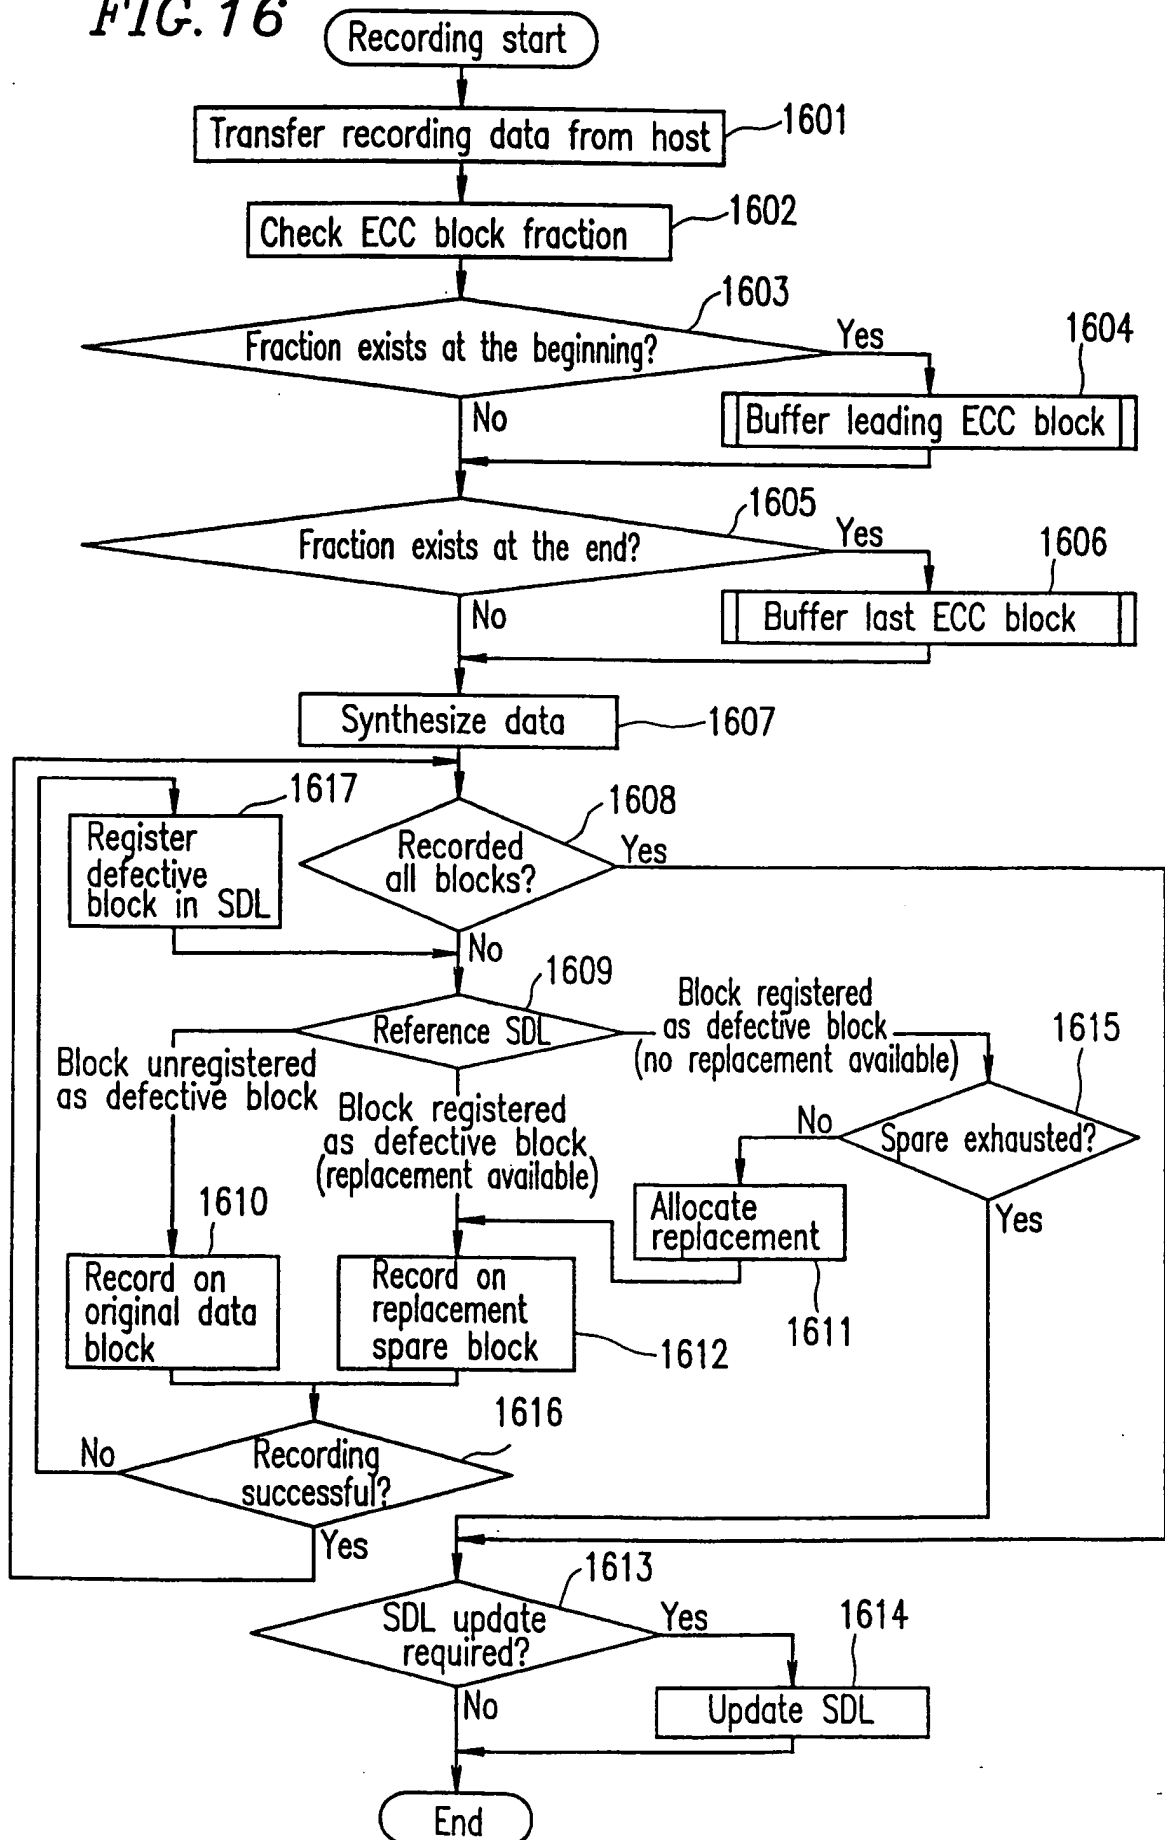 FIG. 16
Recording start
Transfer recording data from host
1601
Check ECC block fraction
1602
1603
Fraction exists at the beginning?
Yes
1604
Buffer leading ECC block
No
1605
Fraction exists at the end?
Yes
1606
Buffer last ECC block
No
Synthesize data
1607
1617
Register
defective
block in SDL
1608
Recorded
all blocks?
Yes
No
1609
Reference SDL
Block registered
as defective block
(no replacement available)
1615
Block unregistered
as defective block
Block registered
as defective block
(replacement available)
No
Spare exhausted?
Yes
1610
Record on
original data
block
Record on
replacement
spare block
1612
Allocate
replacement
1611
1616
No
Recording
successful?
Yes
1613
SDL update
required?
Yes
1614
Update SDL
No
End